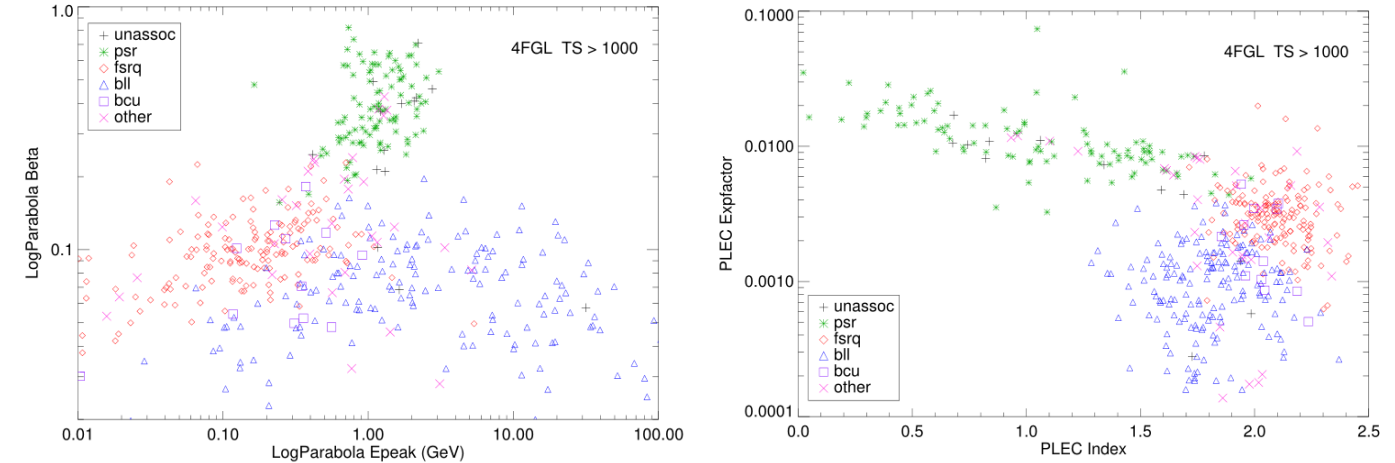 1.0
0.1
LogParabola Beta
0.01
0.10
1.00
10.00
100.00
LogParabola Epeak (GeV)
4FGL TS > 1000
unassoc
psr
fsrq
bll
bcu
other
0.1000
0.0100
0.0010
0.0001
PLEC Expfactor
0.0
0.5
1.0
1.5
2.0
2.5
PLEC Index
4FGL TS > 1000
unassoc
psr
fsrq
bll
bcu
other